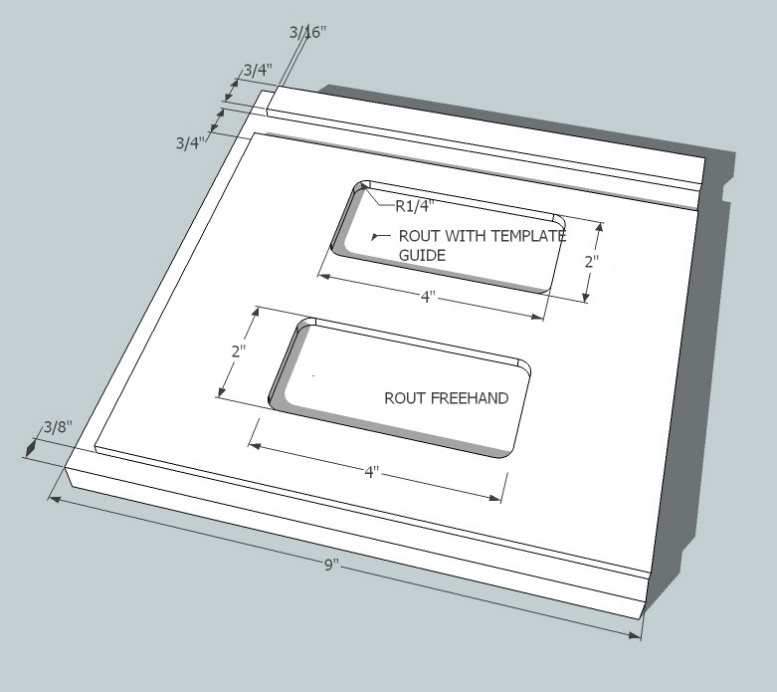 3/16"
3/4"
3/4"
R1/4"
ROUT WITH TEMPLATE
GUIDE
2"
4"
2"
ROUT FREEHAND
3/8"
4"
9"